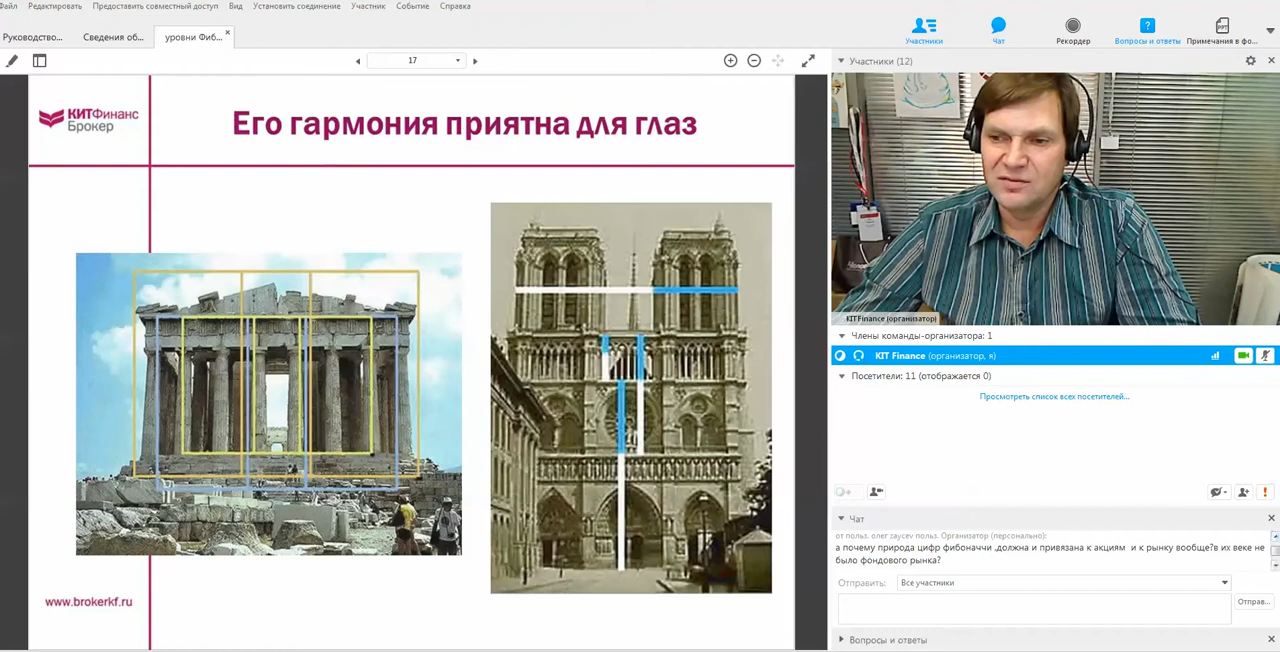 Файл Редактировать Предоставить совместный доступ Вид Установить соединение Участник Событие Справка
Руководство... Сведения об... уровни Фиб...
Участники Чат Рекордер Вопросы и ответы Примечания в фо...
17
Участники (12)
КИТФинанс
Брокер
Его гармония приятна для глаз
www.brokerkf.ru
KIT Finance (организатор)
Члены команды-организатора: 1
KIT Finance (организатор, я)
Посетители: 11 (отображается 0)
Просмотреть список всех посетителей...
Чат
от польз. олег zaycev польз. Организатор (персонально):
а почему природа цифр фибоначчи ,должна и привязана к акциям и к рынку вообще?в их веке не
было фондового рынка?
Отправить: Все участники
Отправ...
Вопросы и ответы